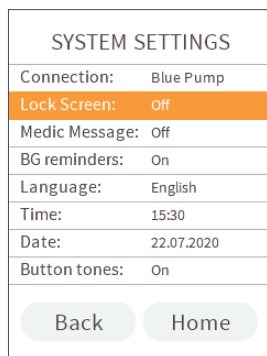 SYSTEM SETTINGS
Connection: Blue Pump
Lock Screen: Off
Medic Message: Off
BG reminders: On
Language: English
Time: 15:30
Date: 22.07.2020
Button tones: On
Back Home